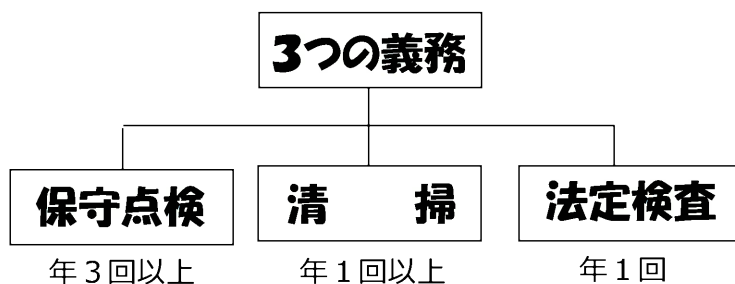 3つの義務
保守点検
清　　掃
法定検査
年３回以上
年１回以上
年１回